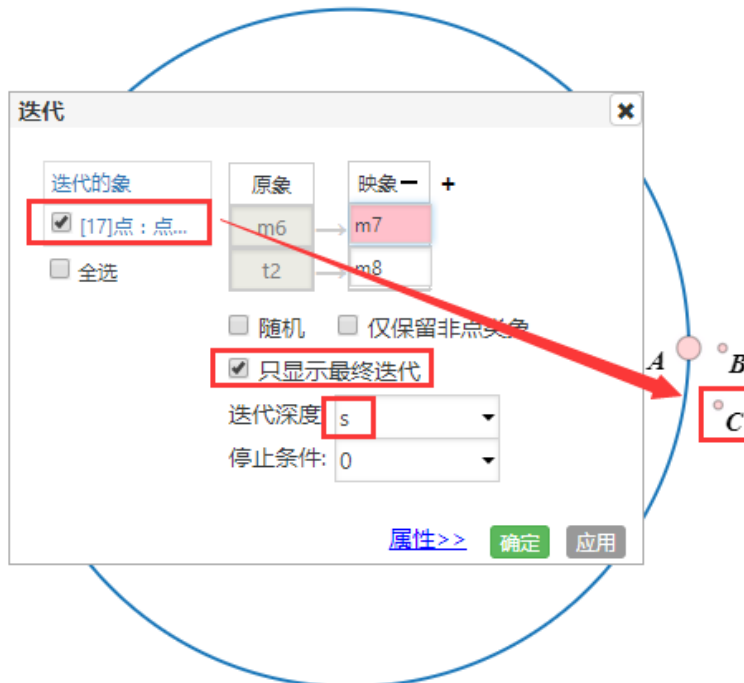 迭代
迭代的象
原象
映象
[17]点：点...
m6
m7
全选
t2
m8
随机
仅保留非点类象
A
B
只显示最终迭代
C
迭代深度
s
停止条件:
0
属性>>
确定
应用